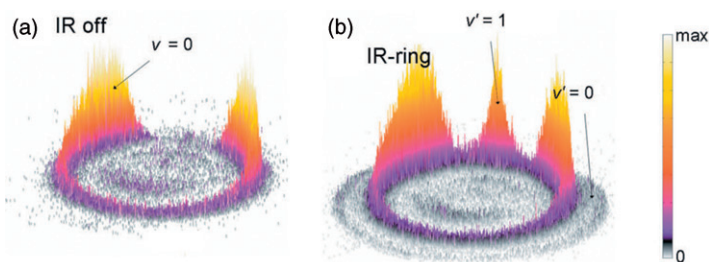 (a) IR off
v = 0
(b)
IR-ring
v' = 1
v' = 0
max
0